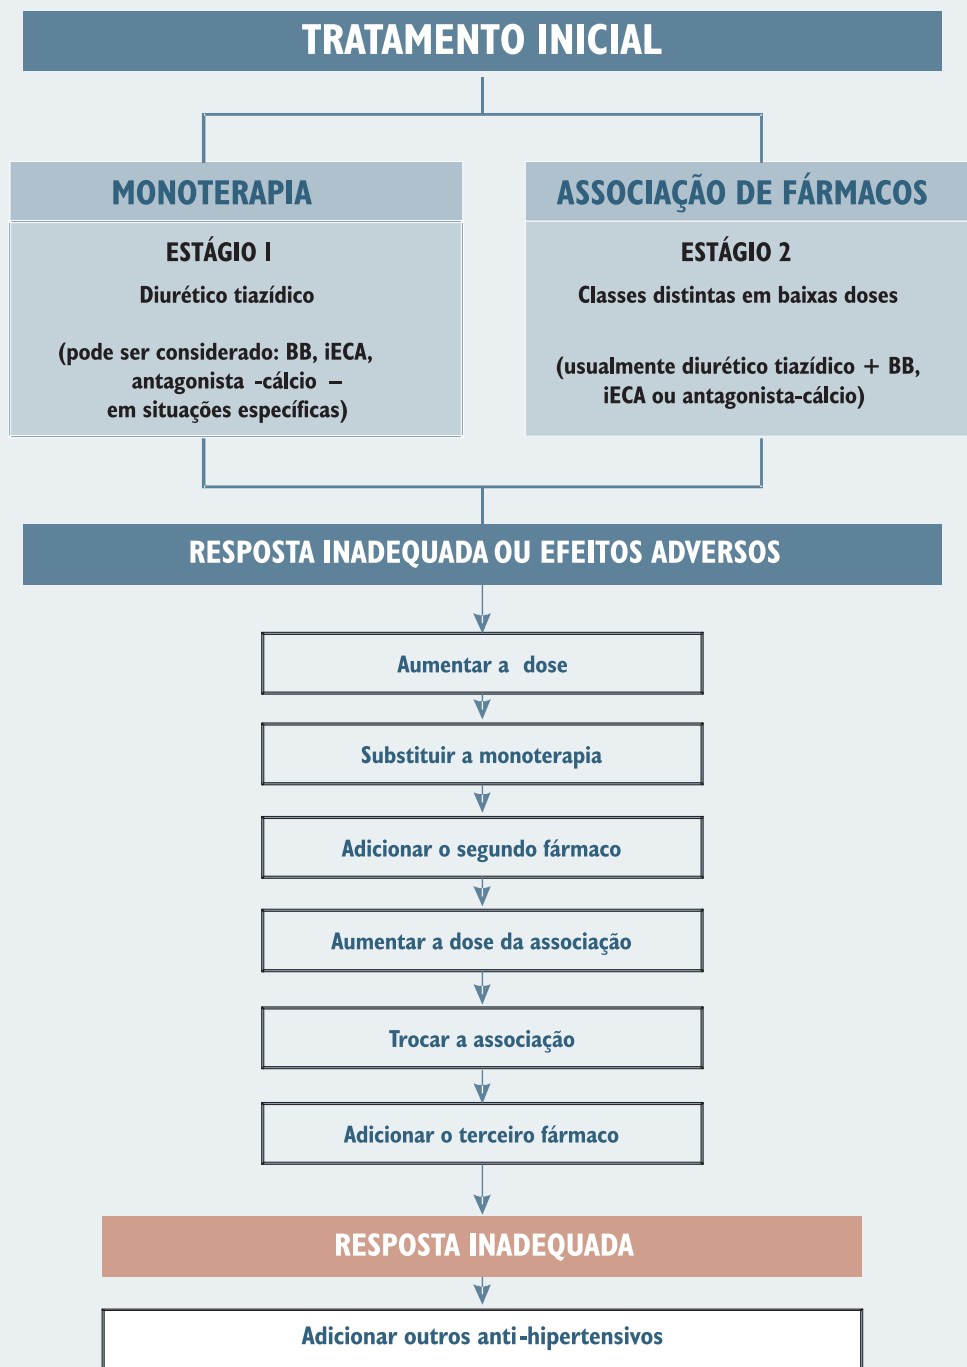 TRATAMENTO INICIAL
MONOTERAPIA
ESTÁGIO I
Diurético tiazídico
(pode ser considerado: BB, iECA,
antagonista -cálcio –
em situações específicas)
ASSOCIAÇÃO DE FÁRMACOS
ESTÁGIO 2
Classes distintas em baixas doses
(usualmente diurético tiazídico + BB,
iECA ou antagonista-cálcio)
RESPOSTA INADEQUADA OU EFEITOS ADVERSOS
Aumentar a dose
Substituir a monoterapia
Adicionar o segundo fármaco
Aumentar a dose da associação
Trocar a associação
Adicionar o terceiro fármaco
RESPOSTA INADEQUADA
Adicionar outros anti-hipertensivos